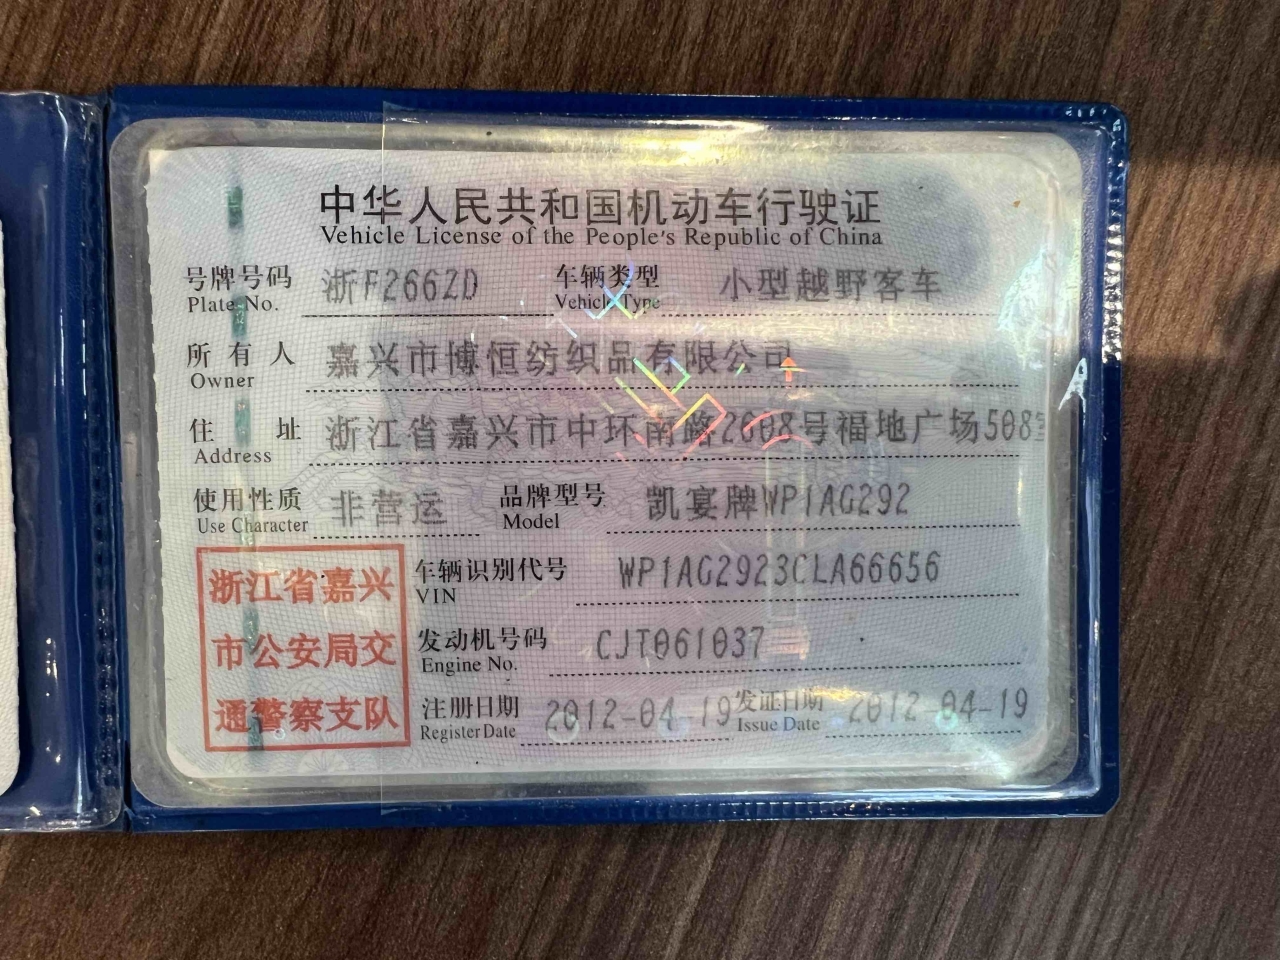 中华人民共和国机动车行驶证
Vehicle License of the People's Republic of China
号牌号码 浙F266ZD 车辆类型 小型越野客车
Plate No. Vehicle Type
所有人 嘉兴市博恒纺织品有限公司
Owner
住址 浙江省嘉兴市中环南路2608号福地广场508室
Address
使用性质 非营运 品牌型号 凯宴牌WP1AG292
Use Character Model
浙江省嘉兴
市公安局交
通警察支队
车辆识别代号 WP1AG2923CLA66656
VIN
发动机号码 CJT061037
Engine No.
注册日期 2012-04-19 发证日期 2012-04-19
Register Date Issue Date